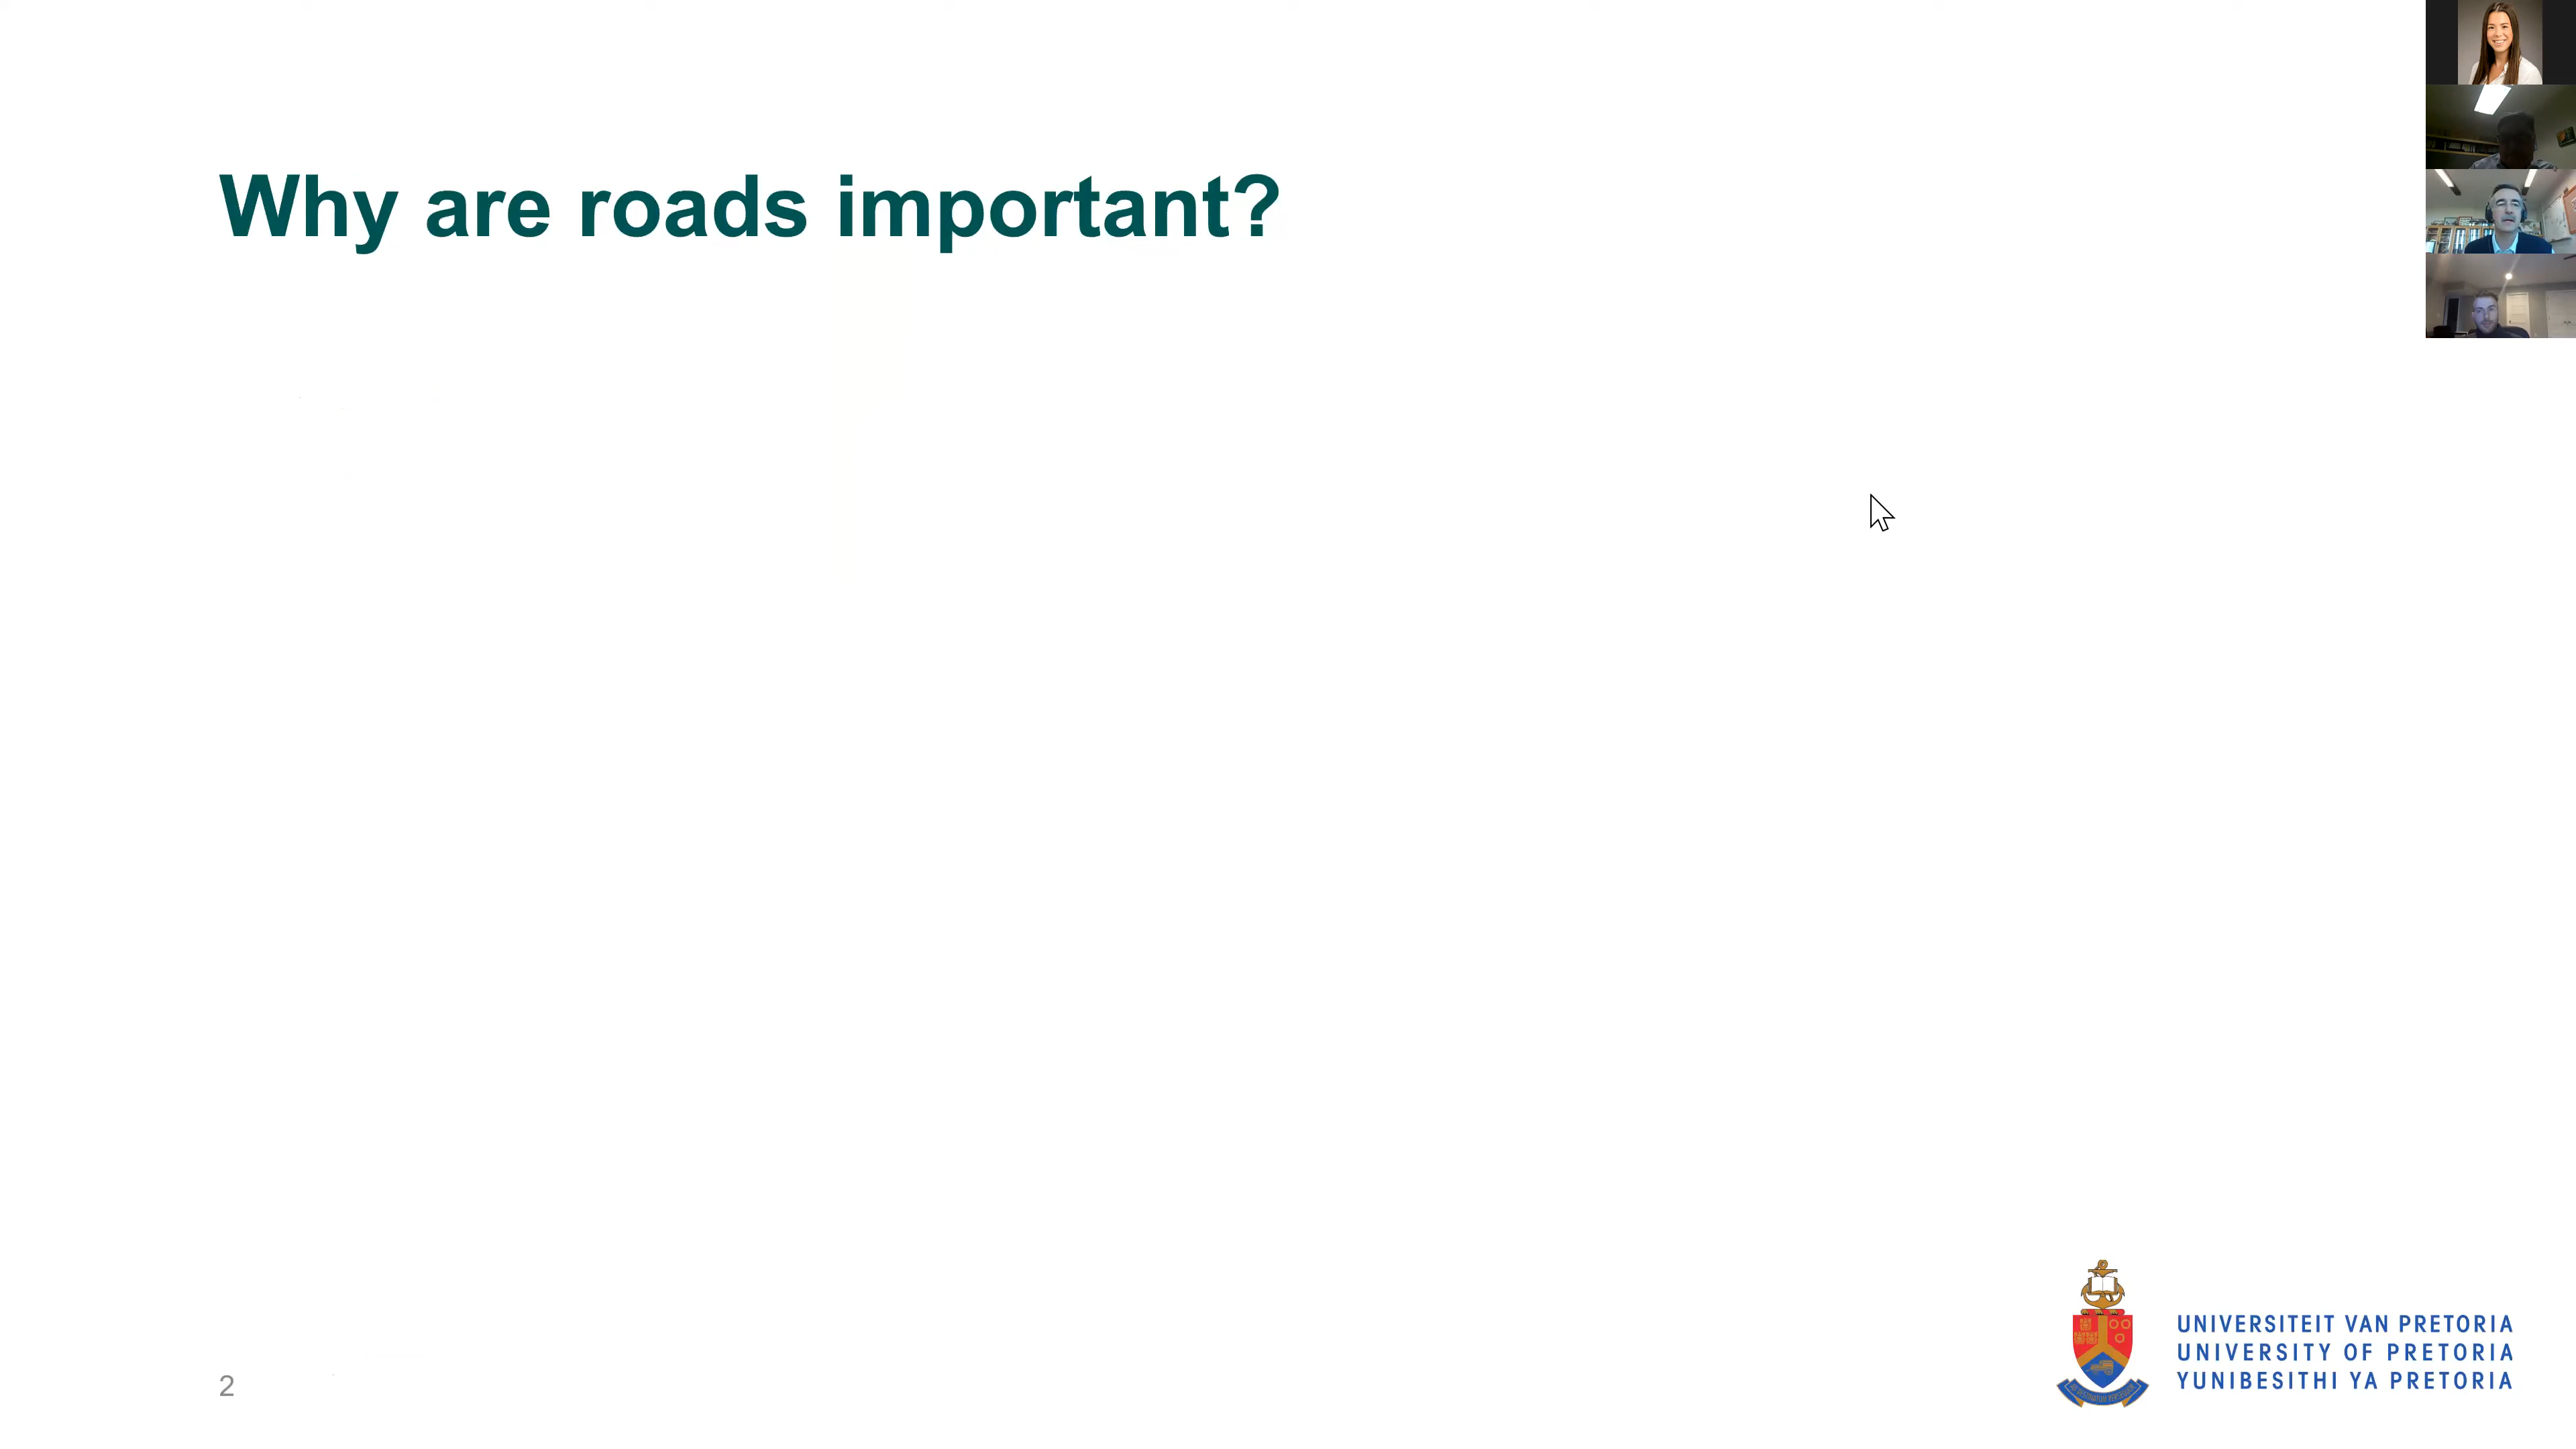 Why are roads important?
UNIVERSITEIT VAN PRETORIA
UNIVERSITY OF PRETORIA
YUNIBESITHI YA PRETORIA
2